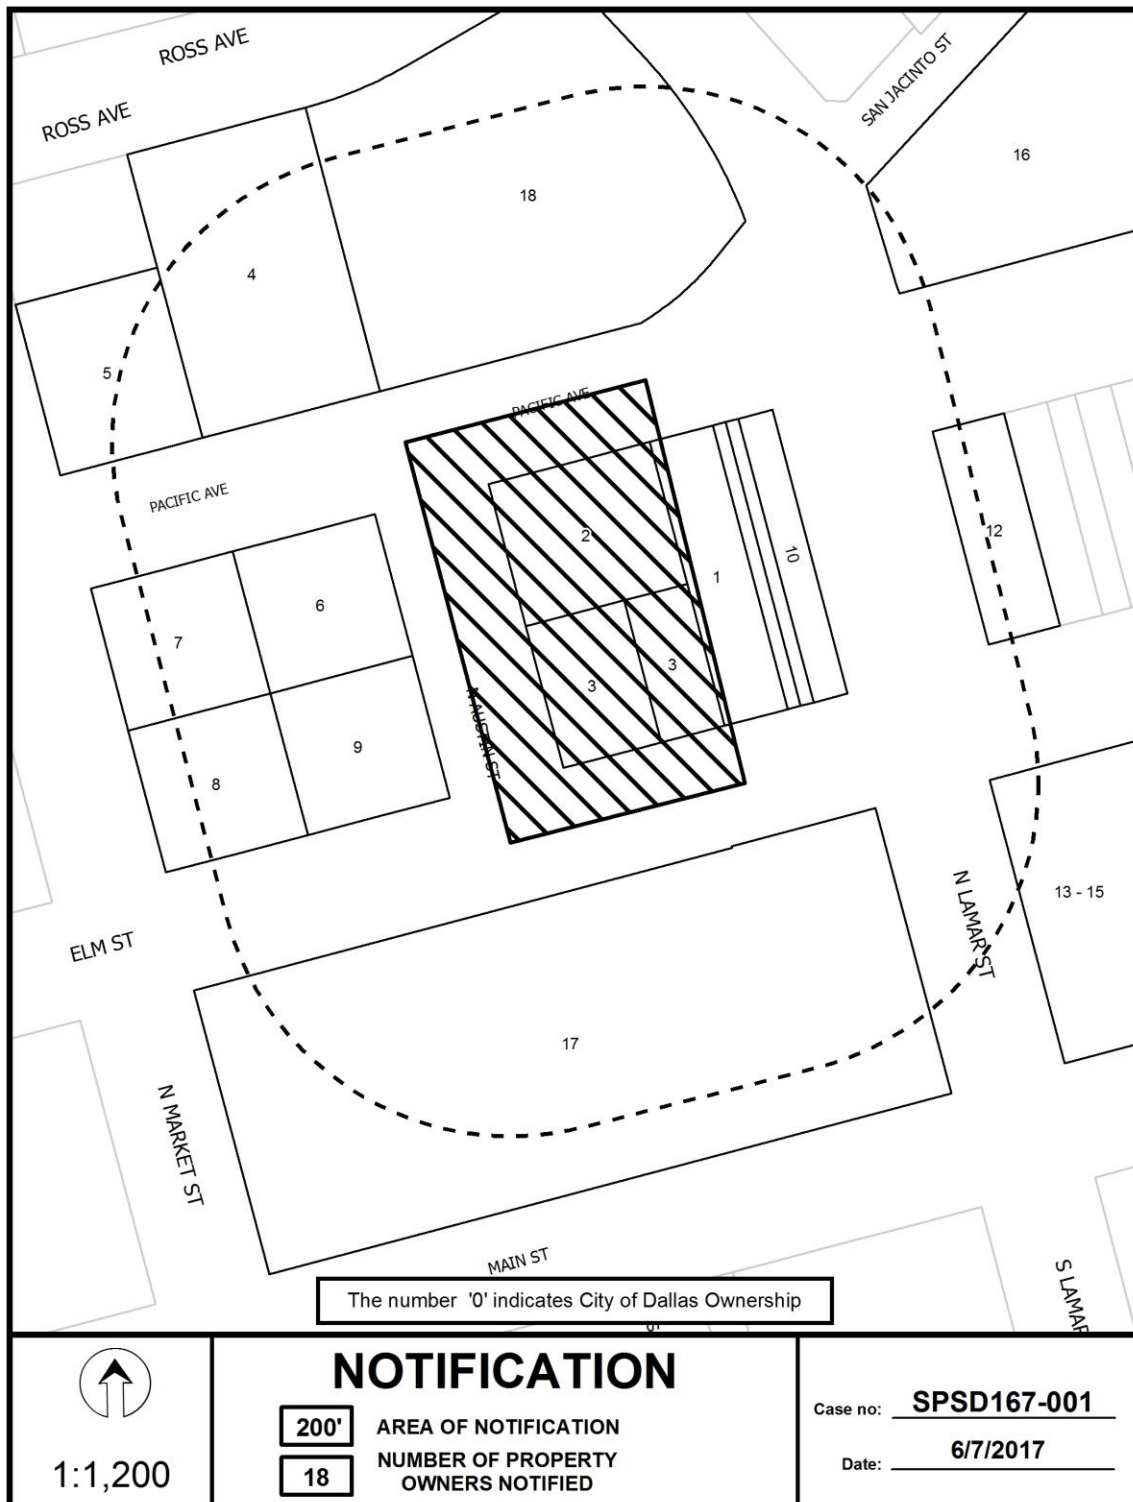 ROSS AVE
ROSS AVE
SAN JACINTO ST
16
18
4
5
PACIFIC AVE
PACIFIC AVE
2
12
10
1
6
7
3
3
N AUSTIN ST
9
8
13 - 15
N LAMAR ST
ELM ST
17
N MARKET ST
MAIN ST
S LAMAR
The number '0' indicates City of Dallas Ownership
1:1,200
NOTIFICATION
200' AREA OF NOTIFICATION
18 NUMBER OF PROPERTY
OWNERS NOTIFIED
Case no: SPSD167-001
Date: 6/7/2017